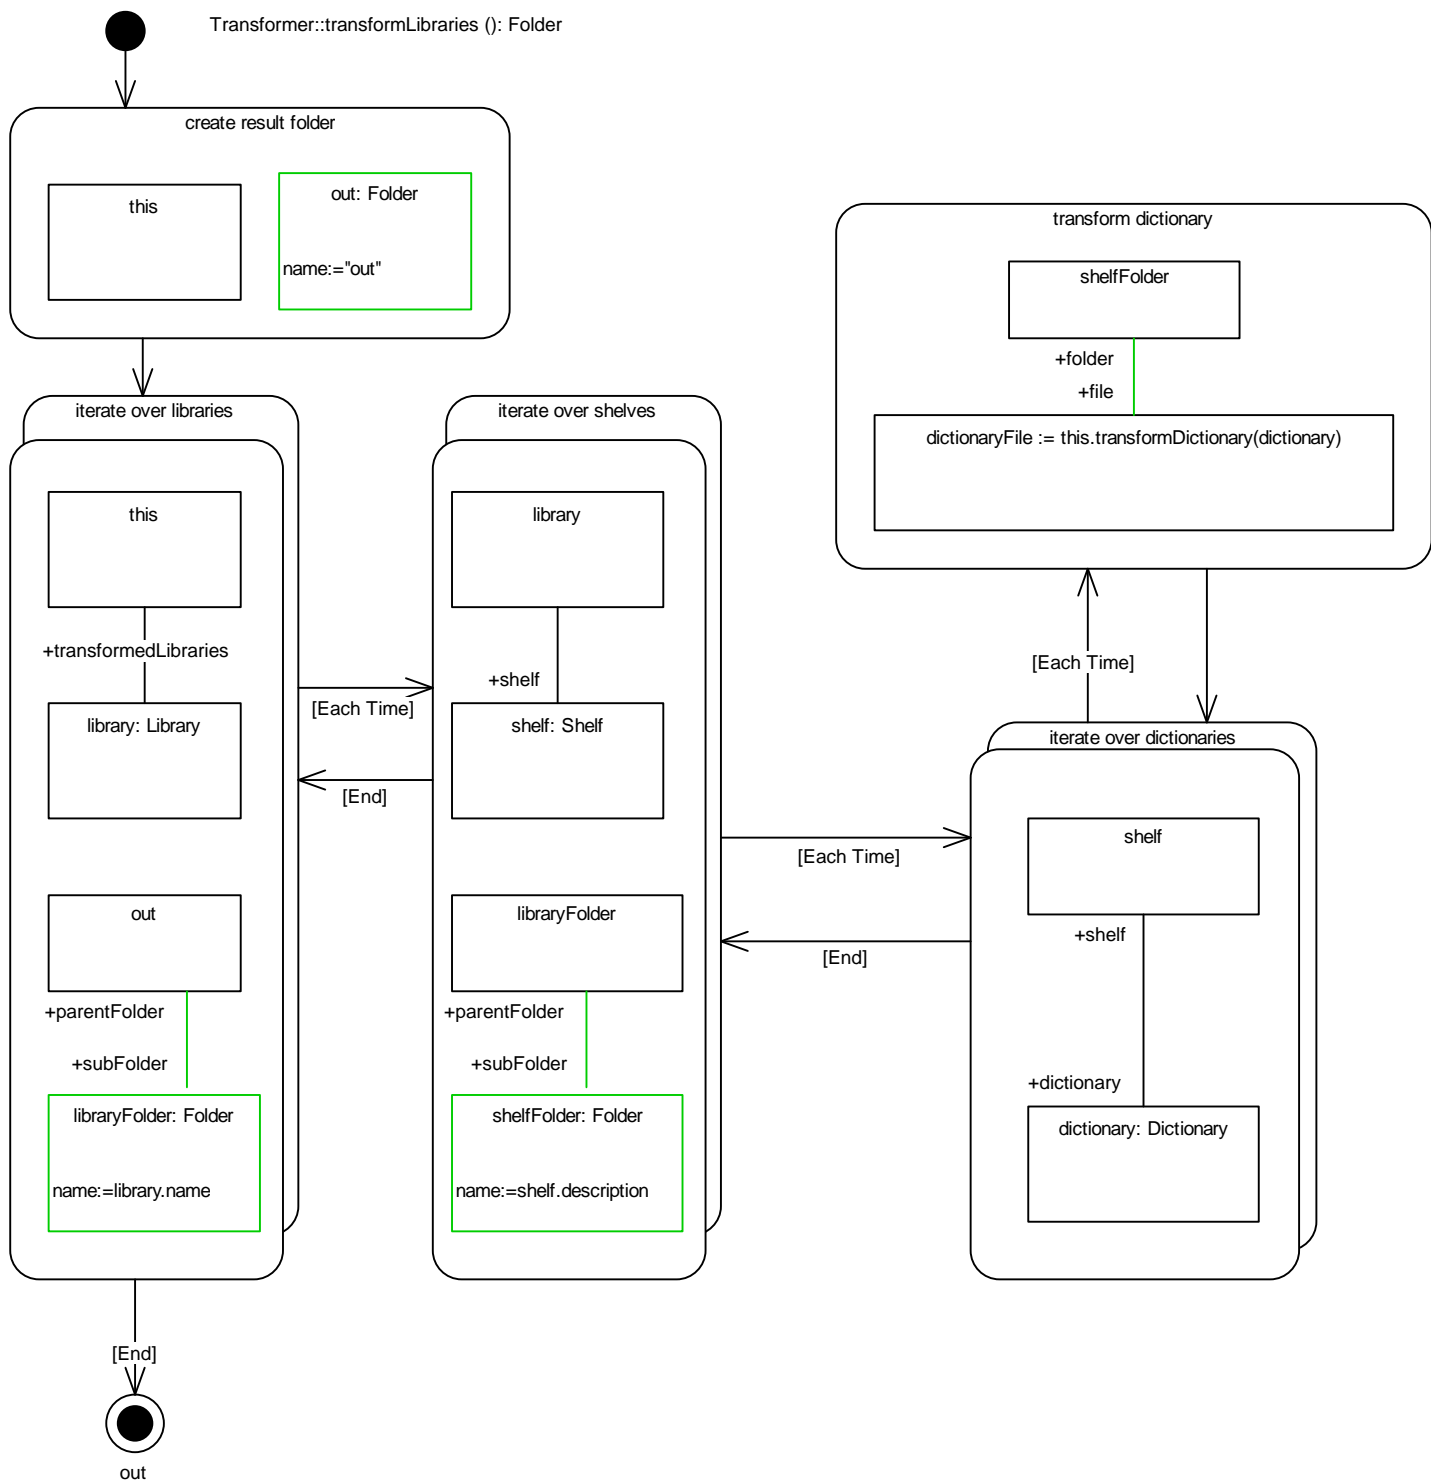 Transformer::transformLibraries (): Folder
create result folder
this
out: Folder
name:="out"
transform dictionary
shelfFolder
+folder
+file
dictionaryFile := this.transformDictionary(dictionary)
iterate over libraries
this
+transformedLibraries
library: Library
out
+parentFolder
+subFolder
libraryFolder: Folder
name:=library.name
[Each Time]
[End]
iterate over shelves
library
+shelf
shelf: Shelf
libraryFolder
+parentFolder
+subFolder
shelfFolder: Folder
name:=shelf.description
[Each Time]
[End]
[Each Time]
iterate over dictionaries
shelf
+shelf
+dictionary
dictionary: Dictionary
[End]
out